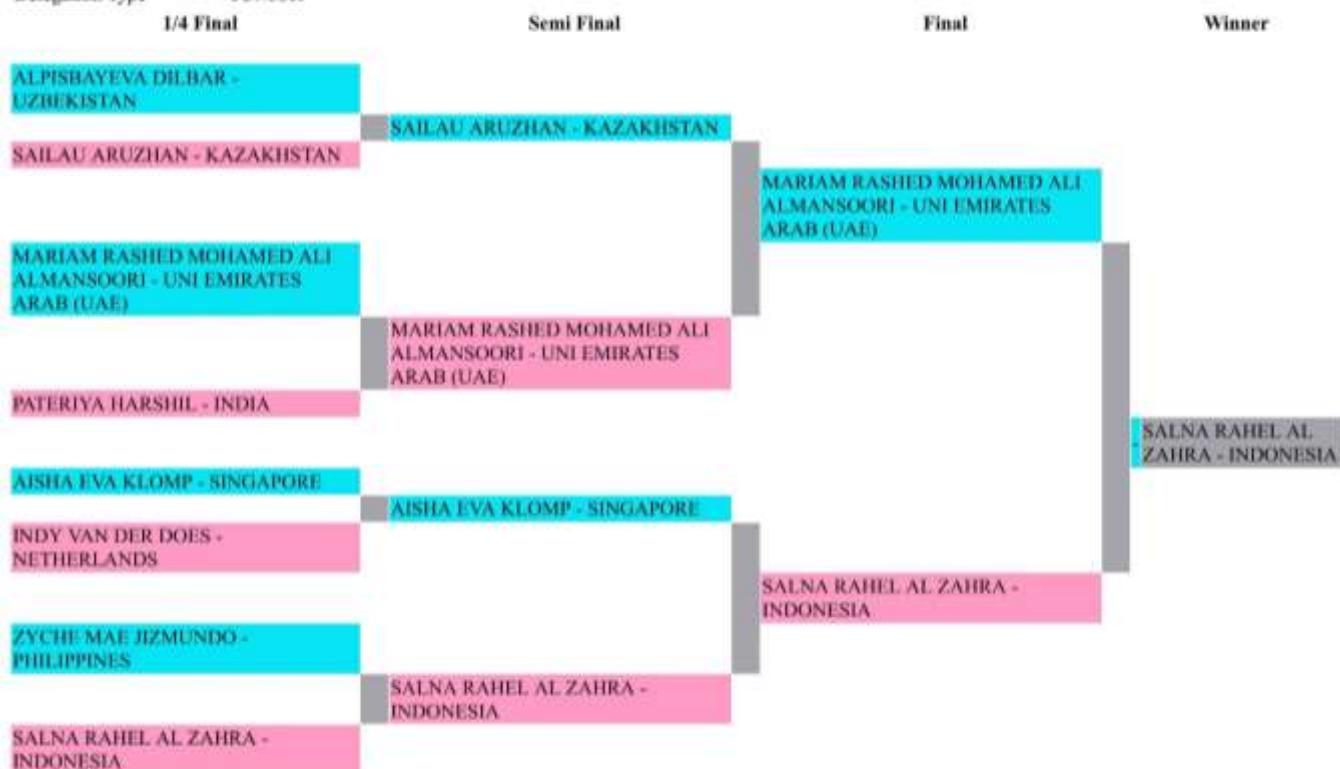 1/4 Final
Semi Final
Final
Winner
ALPISBAYEVA DILBAR -
UZBEKISTAN
SAILAU ARUZHAN - KAZAKHSTAN
MARIAM RASHED MOHAMED ALI
ALMANSOORI - UNI EMIRATES
ARAB (UAE)
PATERIYA HARSHIL - INDIA
AISHA EVA KLOMP - SINGAPORE
INDY VAN DER DOES -
NETHERLANDS
ZYCHE MAE JIZMUNDO -
PHILIPPINES
SALNA RAHEL AL ZAHRA -
INDONESIA
SAILAU ARUZHAN - KAZAKHSTAN
MARIAM RASHED MOHAMED ALI
ALMANSOORI - UNI EMIRATES
ARAB (UAE)
AISHA EVA KLOMP - SINGAPORE
SALNA RAHEL AL ZAHRA -
INDONESIA
MARIAM RASHED MOHAMED ALI
ALMANSOORI - UNI EMIRATES
ARAB (UAE)
SALNA RAHEL AL ZAHRA -
INDONESIA
SALNA RAHEL AL
ZAHRA - INDONESIA